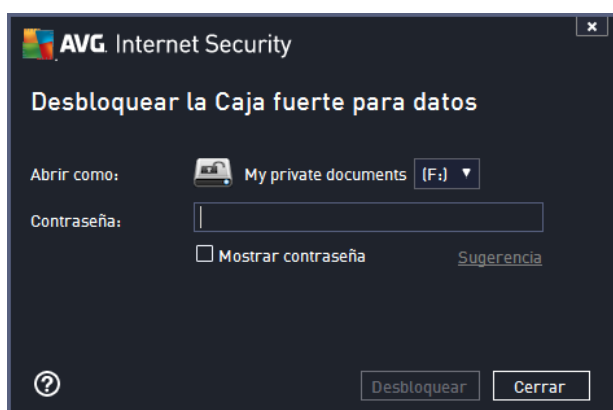 AVG. Internet Security
Desbloquear la Caja fuerte para datos
Abrir como: My private documents (F:)
Contraseña:
Mostrar contraseña Sugerencia
Desbloquear Cerrar